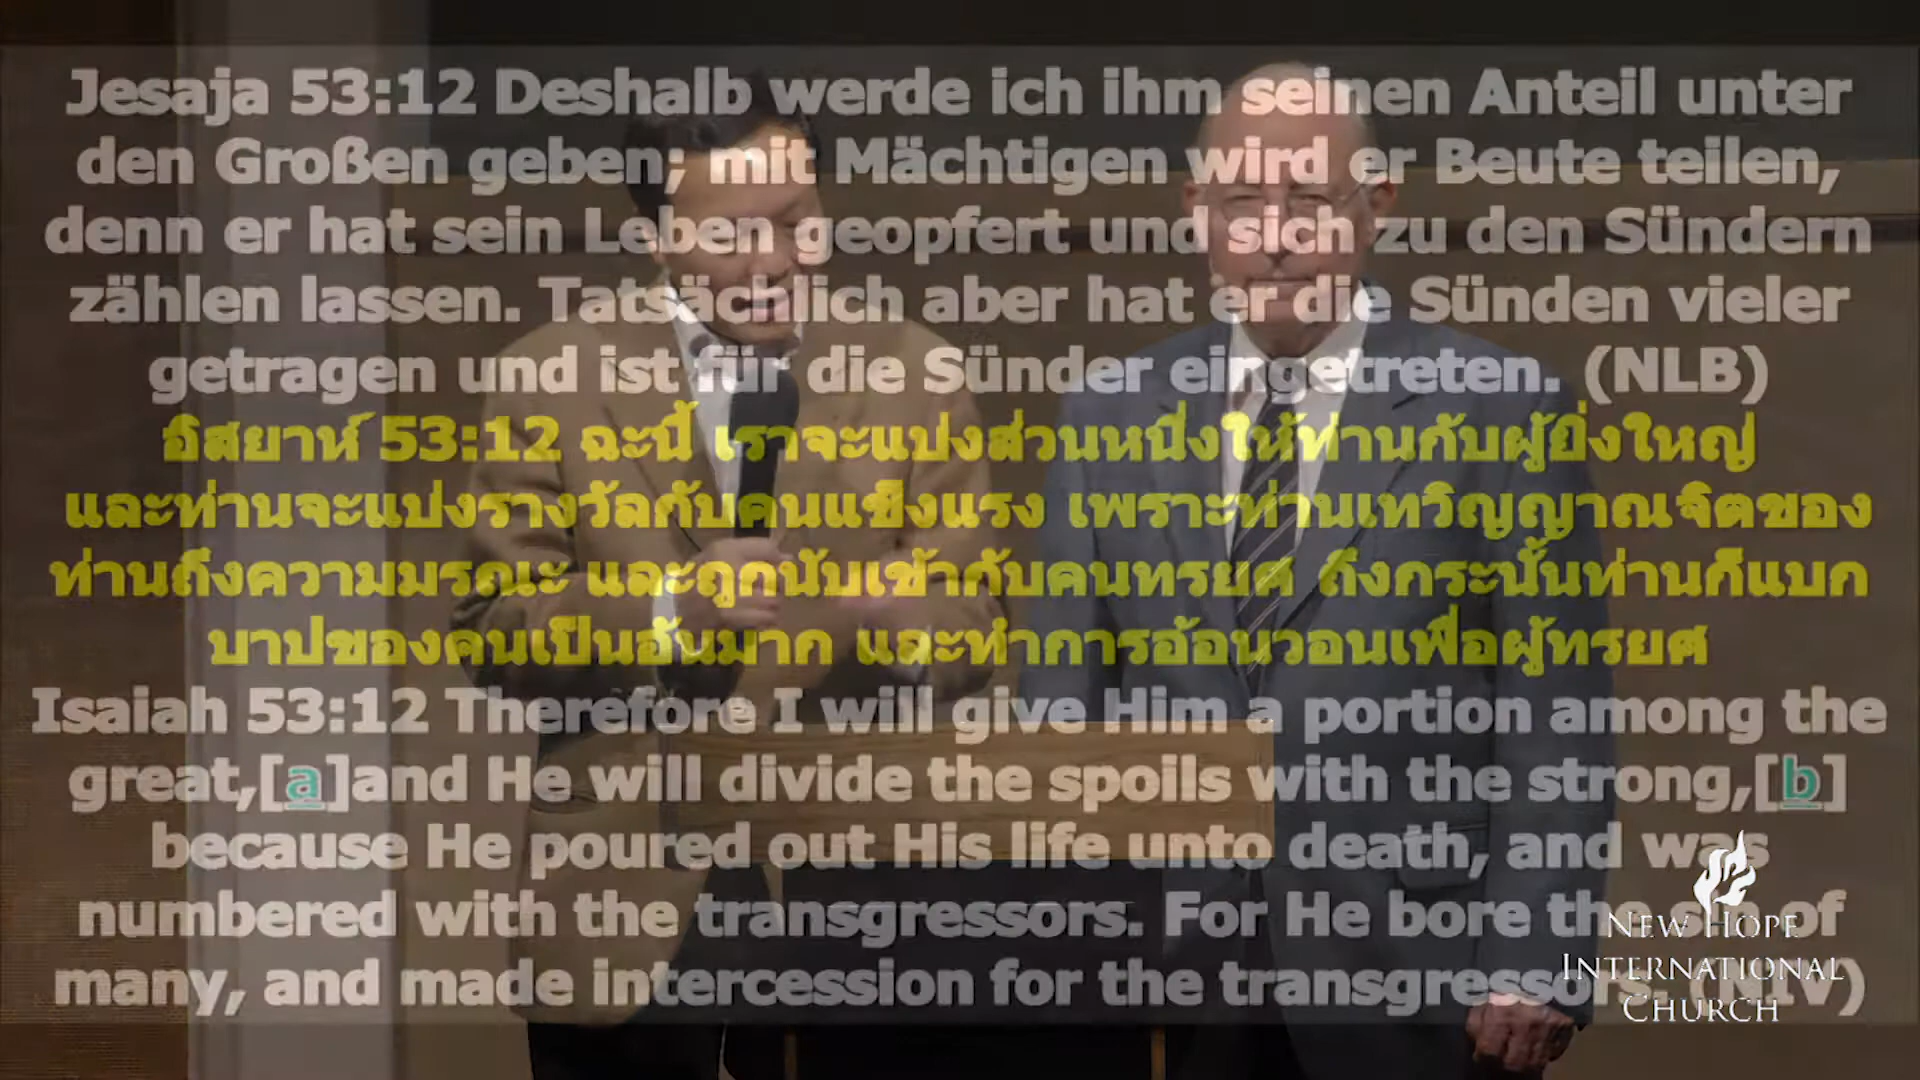 Jesaja 53:12 Deshalb werde ich ihm seinen Anteil unter
den Großen geben; mit Mächtigen wird er Beute teilen,
denn er hat sein Leben geopfert und sich zu den Sündern
zählen lassen. Tatsächlich aber hat er die Sünden vieler
getragen und ist für die Sünder eingetreten. (NLB)
อิสยาห์ 53:12 ฉะนี้ เราจะแบ่งส่วนหนึ่งให้ท่านกับผู้ยิ่งใหญ่
และท่านจะแบ่งรางวัลกับคนแข็งแรง เพราะท่านเทวิญญาณจิตของ
ท่านถึงความมรณะ และถูกนับเข้ากับคนทรยศ ถึงกระนั้นท่านก็แบก
บาปของคนเป็นอันมาก และทำการอ้อนวอนเพื่อผู้ทรยศ
Isaiah 53:12 Therefore I will give Him a portion among the
great,[a]and He will divide the spoils with the strong,[b]
because He poured out His life unto death, and was
numbered with the transgressors. For He bore the sin of
many, and made intercession for the transgressors. (NIV)
New Hope
International
Church